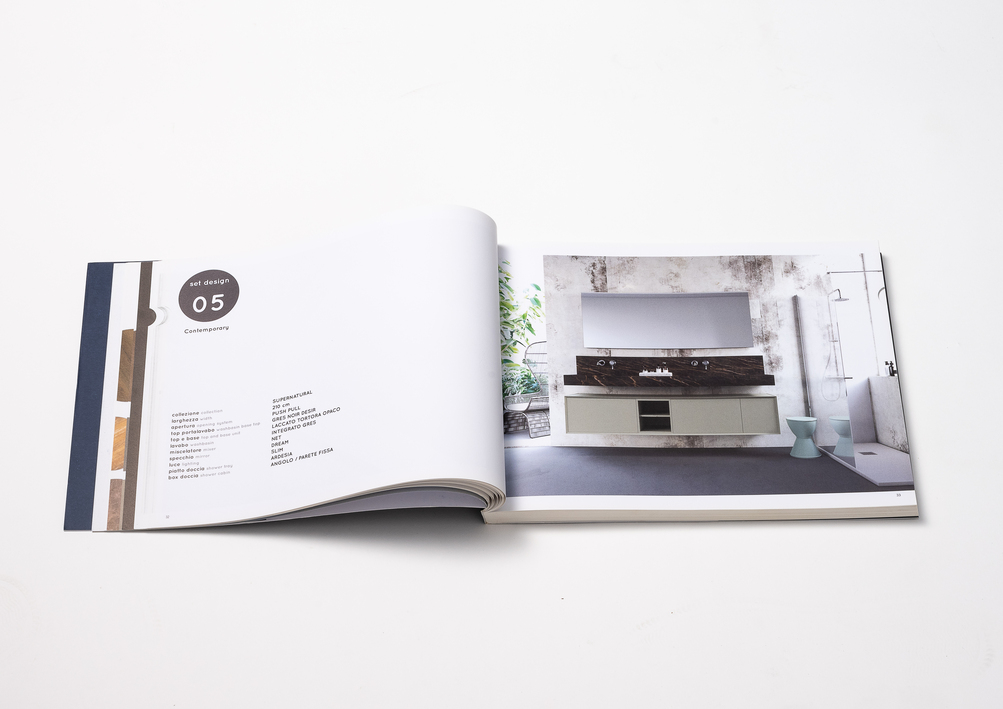 set design
05
Contemporary
collezione collection
larghezza width
apertura opening system
top portalavabo washbasin base top
top e base top and base unit
lavabo washbasin
miscelatore mixer
specchio mirror
luce lighting
piatto doccia shower tray
box doccia shower cabin
SUPERNATURAL
210 cm
PUSH PULL
GRES NOIR DESIR
LACCATO TORTORA OPACO
INTEGRATO GRES
NET
DREAM
SLIM
ARDESIA
ANGOLO / PARETE FISSA